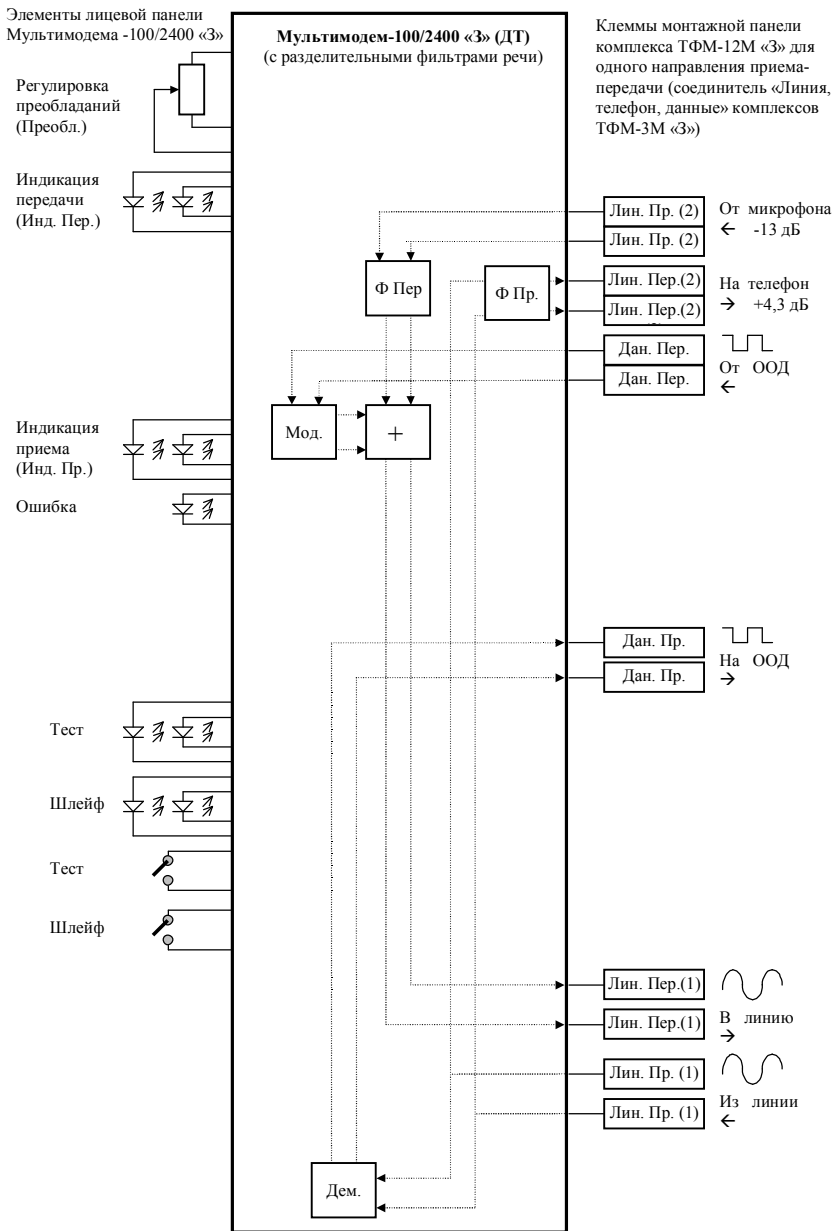 Элементы лицевой панели
Мультимодема -100/2400 «З»
Мультимодем-100/2400 «З» (ДТ)
(с разделительными фильтрами речи)
Клеммы монтажной панели
комплекса ТФМ-12М «З» для
одного направления приема-
передачи (соединитель «Линия,
телефон, данные» комплексов
ТФМ-3М «З»)
Регулировка
преобладаний
(Преобл.)
Индикация
передачи
(Инд. Пер.)
Лин. Пр. (2)
Лин. Пр. (2)
От микрофона
← -13 дБ
Ф Пер
Ф Пр.
Лин. Пер.(2)
Лин. Пер.(2)
На телефон
→ +4,3 дБ
Дан. Пер.
Дан. Пер.
От ООД
←
Мод.
+
Индикация
приема
(Инд. Пр.)
Ошибка
Дан. Пр.
Дан. Пр.
На ООД
→
Тест
Шлейф
Тест
Шлейф
Лин. Пер.(1)
Лин. Пер.(1)
В линию
→
Лин. Пр. (1)
Лин. Пр. (1)
Из линии
←
Дем.